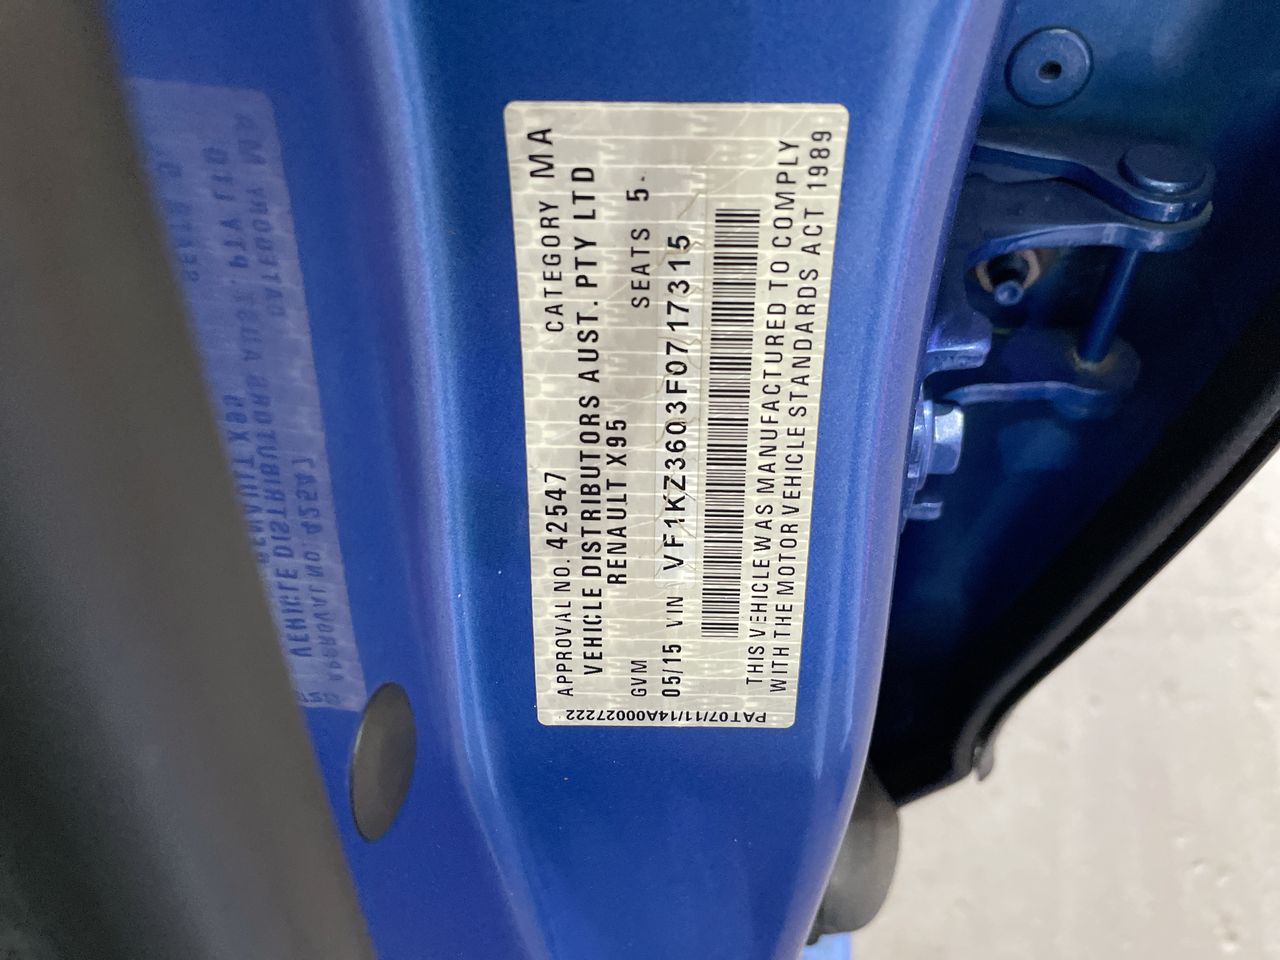 APPROVAL NO. 42547 CATEGORY MA
VEHICLE DISTRIBUTORS AUST. PTY LTD
RENAULT X95
GVM SEATS 5
05/15 VIN VF1KZ3603F0717315
THIS VEHICLE WAS MANUFACTURED TO COMPLY
WITH THE MOTOR VEHICLE STANDARDS ACT 1989
PAT07/11/14A00027222